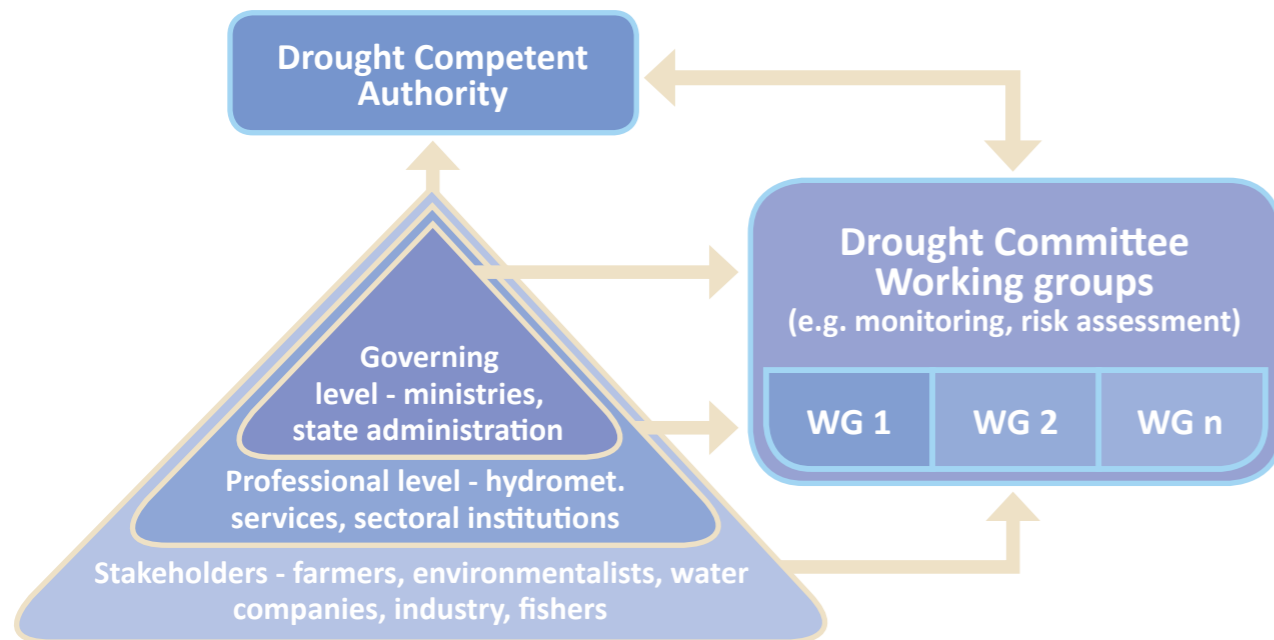 Drought Competent
Authority
Drought Committee
Working groups
(e.g. monitoring, risk assessment)
WG 1
WG 2
WG n
Governing
level - ministries,
state administration
Professional level - hydromet.
services, sectoral institutions
Stakeholders - farmers, environmentalists, water
companies, industry, fishers